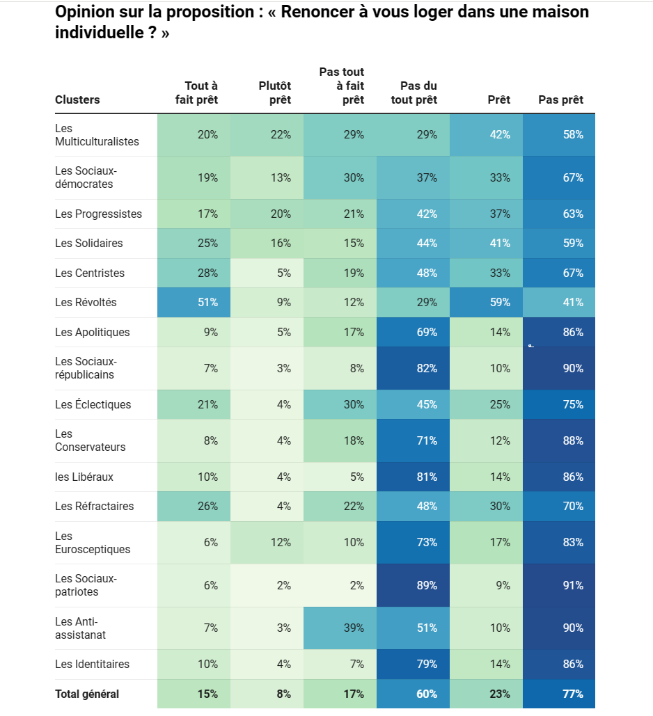 Opinion sur la proposition : « Renoncer à vous loger dans une maison
individuelle ? »
Clusters Tout à fait prêt Plutôt prêt Pas tout à fait prêt Pas du tout prêt Prêt Pas prêt
Les Multiculturalistes 20% 22% 29% 29% 42% 58%
Les Sociaux-démocrates 19% 13% 30% 37% 33% 67%
Les Progressistes 17% 20% 21% 42% 37% 63%
Les Solidaires 25% 16% 15% 44% 41% 59%
Les Centristes 28% 5% 19% 48% 33% 67%
Les Révoltés 51% 9% 12% 29% 59% 41%
Les Apolitiques 9% 5% 17% 69% 14% 86%
Les Sociaux-républicains 7% 3% 8% 82% 10% 90%
Les Éclectiques 21% 4% 30% 45% 25% 75%
Les Conservateurs 8% 4% 18% 71% 12% 88%
les Libéraux 10% 4% 5% 81% 14% 86%
Les Réfractaires 26% 4% 22% 48% 30% 70%
Les Eurosceptiques 6% 12% 10% 73% 17% 83%
Les Sociaux-patriotes 6% 2% 2% 89% 9% 91%
Les Anti-assistanat 7% 3% 39% 51% 10% 90%
Les Identitaires 10% 4% 7% 79% 14% 86%
Total général 15% 8% 17% 60% 23% 77%